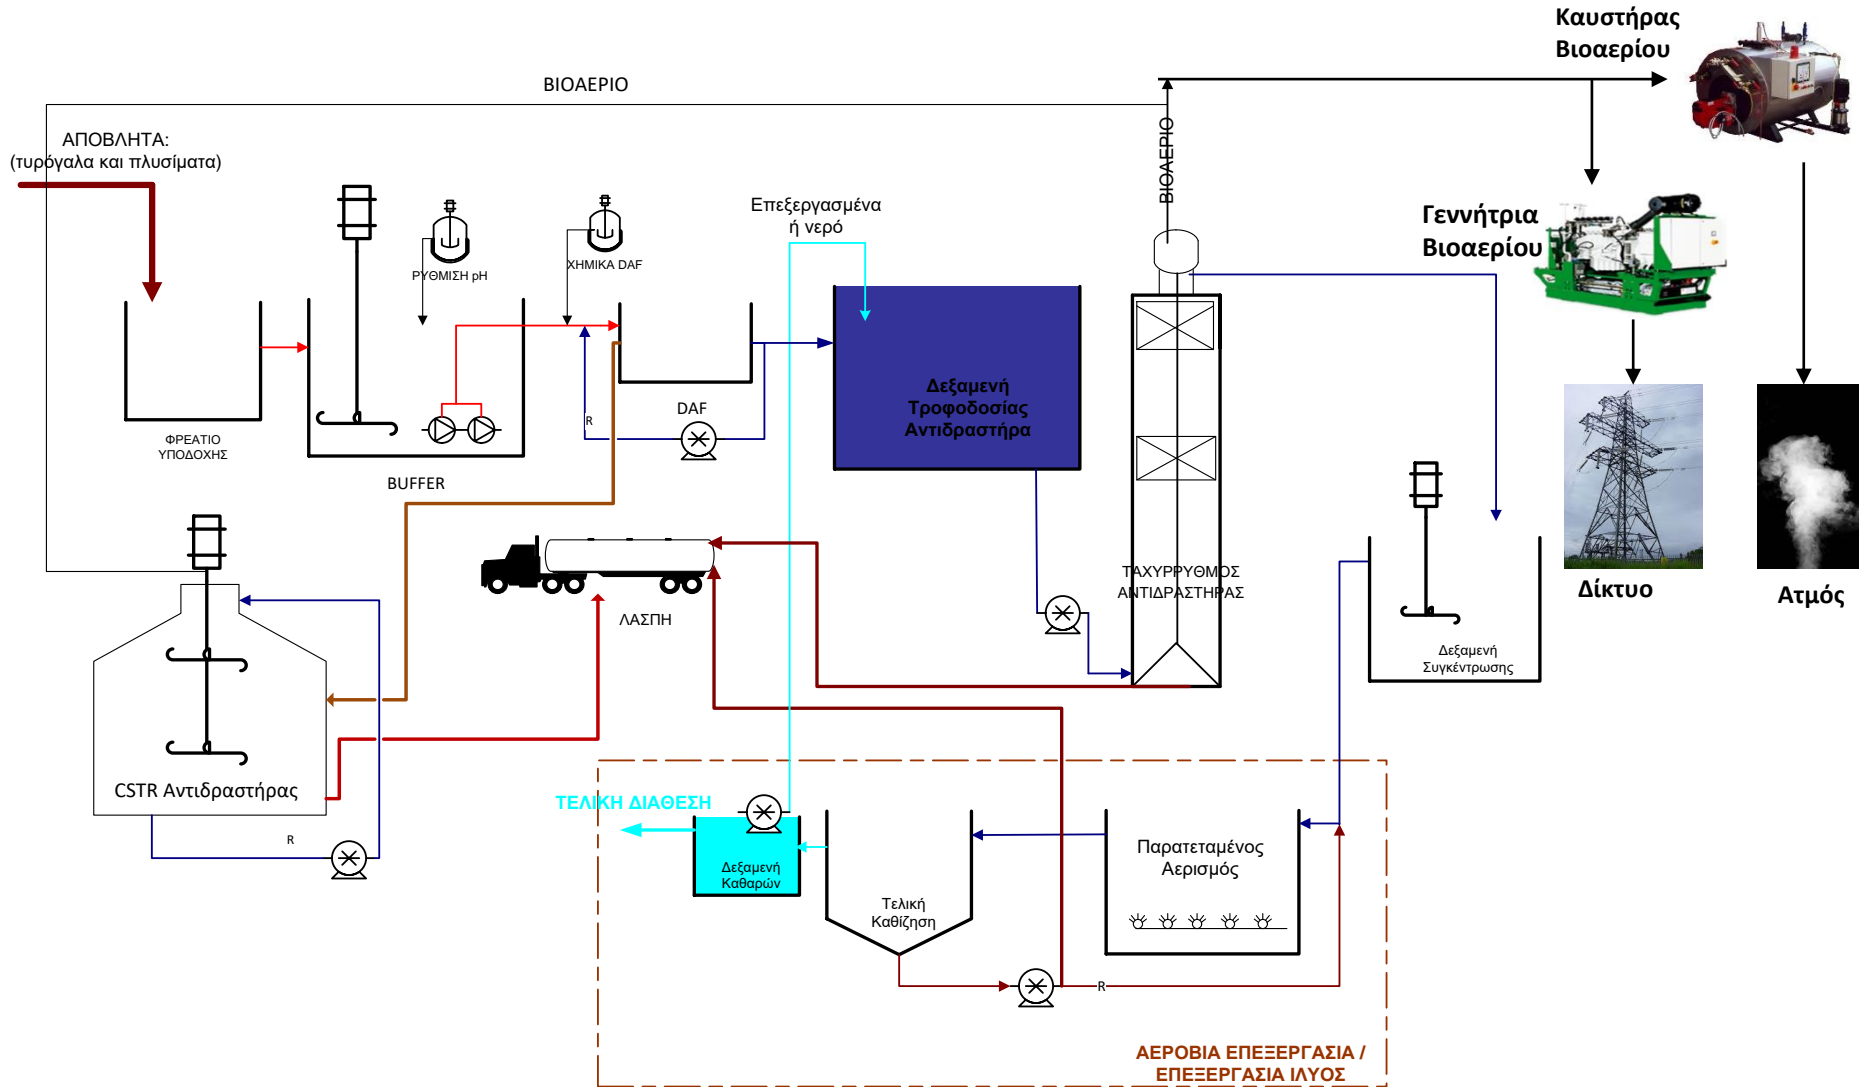 Καυστήρας
Βιοαερίου
ΒΙΟΑΕΡΙΟ
ΑΠΟΒΛΗΤΑ:
(τυρόγαλα και πλυσίματα)
ΒΙΟΑΕΡΙΟ
Επεξεργασμένα
ή νερό
Γεννήτρια
Βιοαερίου
ΡΥΘΜΙΣΗ pH
ΧΗΜΙΚΑ DAF
Δεξαμενή
Τροφοδοσίας
Αντιδραστήρα
DAF
R
ΦΡΕΑΤΙΟ
ΥΠΟΔΟΧΗΣ
BUFFER
ΤΑΧΥΡΡΥΘΜΟΣ
ΑΝΤΙΔΡΑΣΤΗΡΑΣ
Δίκτυο
Ατμός
ΛΑΣΠΗ
Δεξαμενή
Συγκέντρωσης
CSTR Αντιδραστήρας
ΤΕΛΙΚΗ ΔΙΑΘΕΣΗ
R
Δεξαμενή
Καθαρών
Παρατεταμένος
Αερισμός
Τελική
Καθίζηση
R
ΑΕΡΟΒΙΑ ΕΠΕΞΕΡΓΑΣΙΑ /
ΕΠΕΞΕΡΓΑΣΙΑ ΙΛΥΟΣ